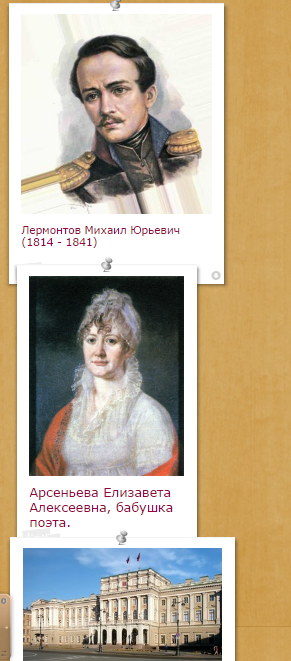 Лермонтов Михаил Юрьевич
(1814 - 1841)
Арсеньева Елизавета
Алексеевна, бабушка
поэта.